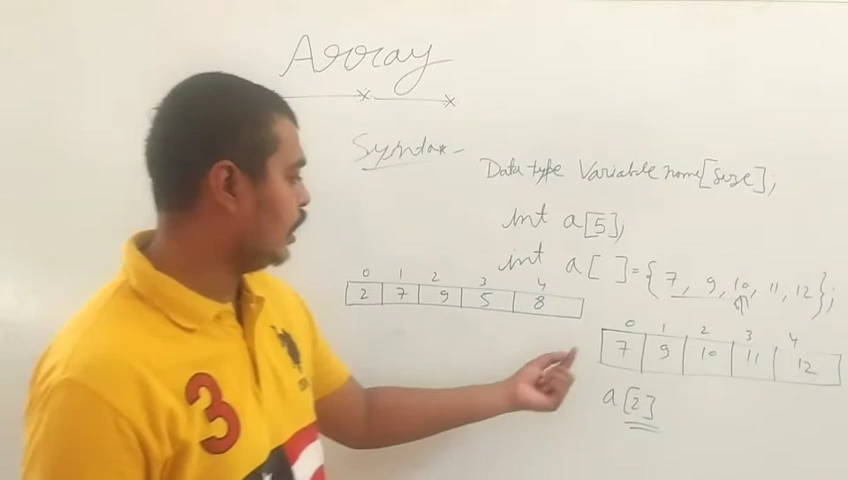 Array
Syntax -
Data type Variable name[size];
int a[5];
int a[ ]={7, 9, 10, 11, 12};
0 1 2 3 4
2 7 9 5 8
0 1 2 3 4
7 9 10 11 12
a[2]
3